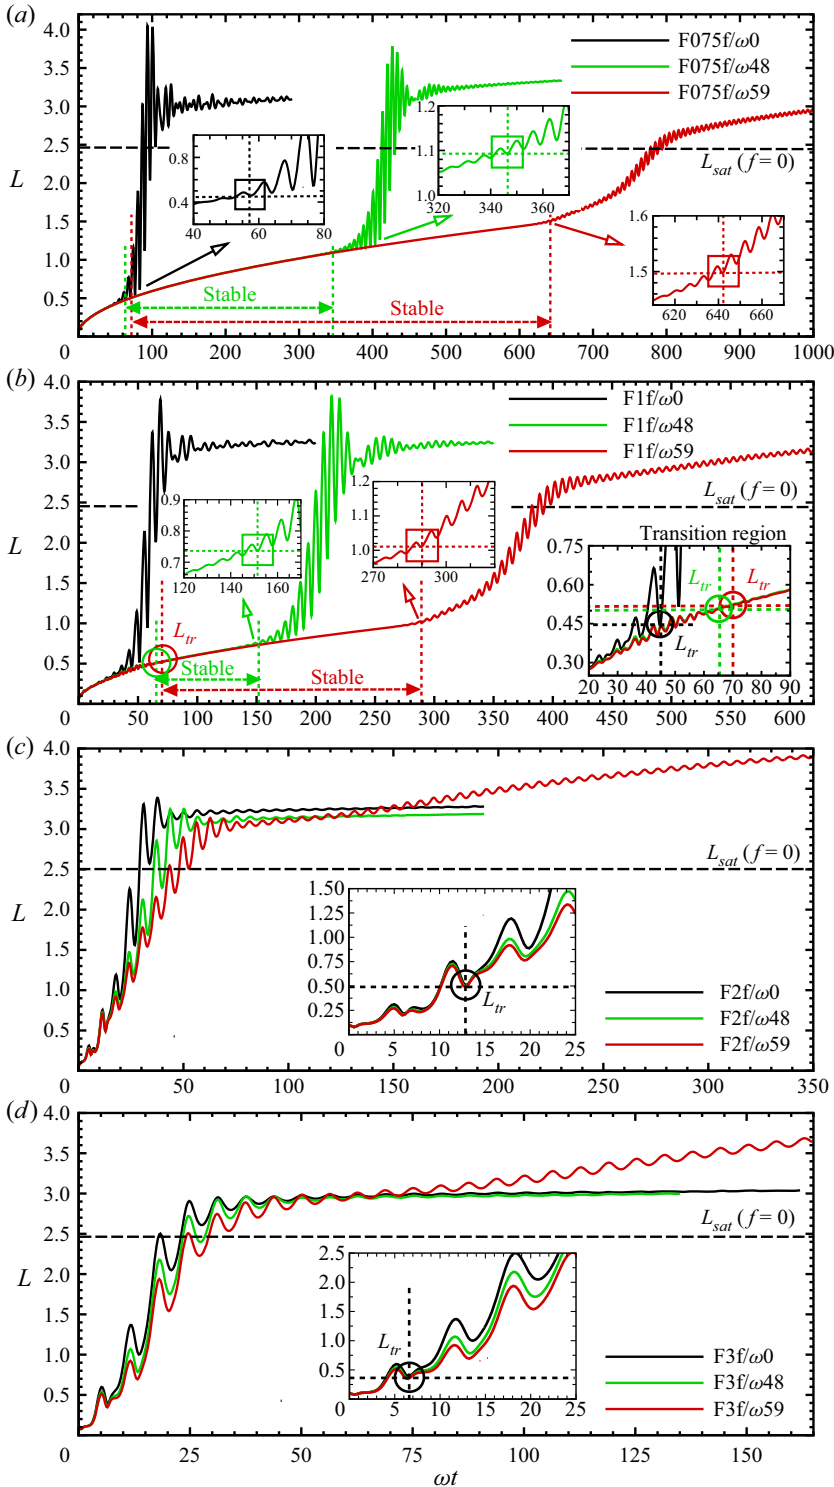 (a)
4.0
3.5
3.0
2.5
2.0
1.5
1.0
0.5
L
F075f/ω0
F075f/ω48
F075f/ω59
L_sat (f = 0)
0.8
0.4
40 60 80
1.2
1.1
1.0
320 340 360
1.6
1.5
620 640 660
Stable
Stable
0 100 200 300 400 500 600 700 800 900 1000
(b)
4.0
3.5
3.0
2.5
2.0
1.5
1.0
0.5
L
F1f/ω0
F1f/ω48
F1f/ω59
L_sat (f = 0)
0.9
0.8
0.7
120 140 160
1.2
1.1
1.0
270 300
Transition region
0.75
0.60
0.45
0.30
20 30 40 50 60 70 80 90
L_tr
L_tr
L_tr
L_tr
Stable
Stable
0 50 100 150 200 250 300 350 400 450 500 550 600
(c)
4.0
3.5
3.0
2.5
2.0
1.5
1.0
0.5
L
L_sat (f = 0)
1.50
1.25
1.00
0.75
0.50
0.25
L_tr
0 5 10 15 20 25
F2f/ω0
F2f/ω48
F2f/ω59
0 50 100 150 200 250 300 350
(d)
4.0
3.5
3.0
2.5
2.0
1.5
1.0
0.5
L
L_sat (f = 0)
2.5
2.0
1.5
1.0
0.5
L_tr
0 5 10 15 20 25
F3f/ω0
F3f/ω48
F3f/ω59
0 25 50 75 100 125 150
ωt